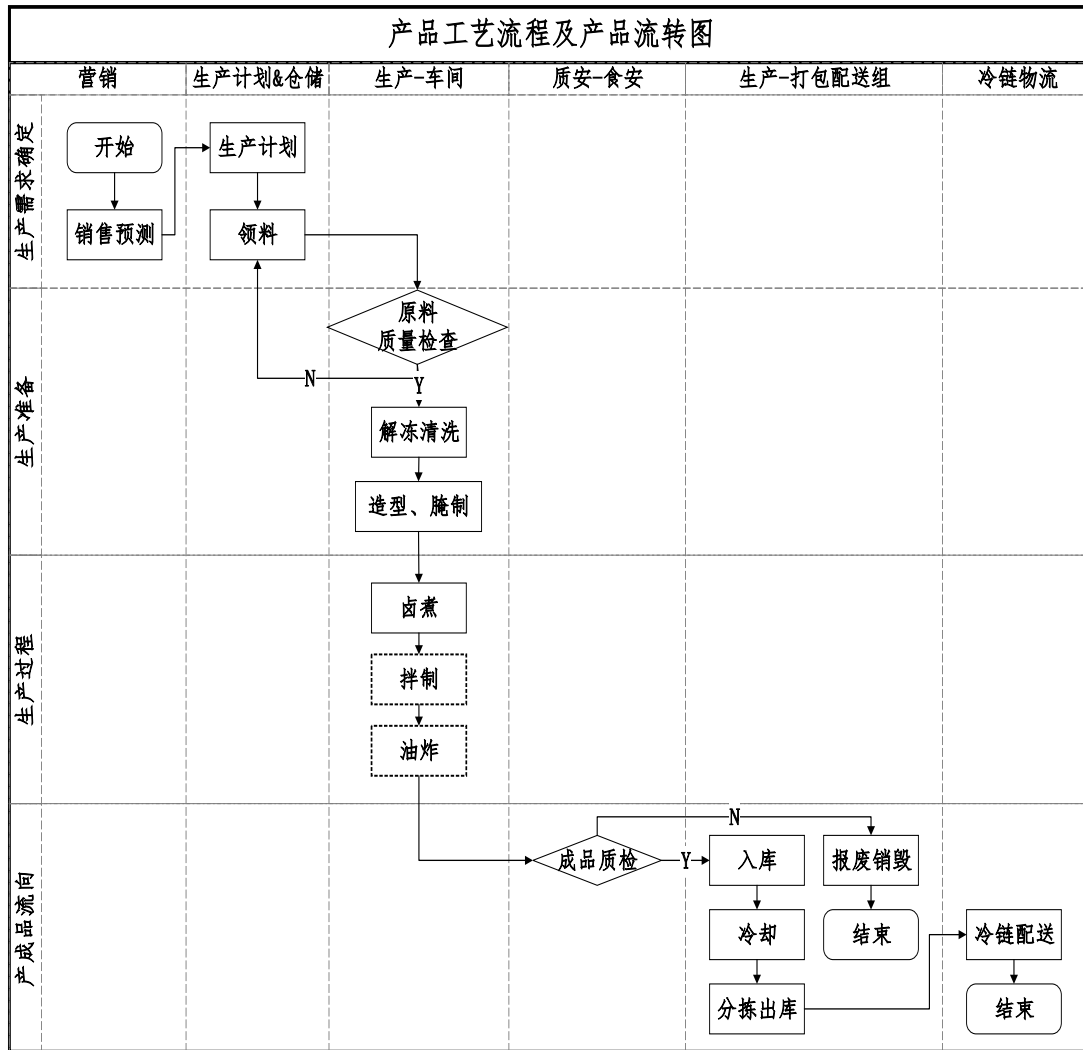 产品工艺流程及产品流转图
营销
生产计划&仓储
生产-车间
质安-食安
生产-打包配送组
冷链物流
生产需求确定
开始
生产计划
销售预测
领料
生产准备
原料
质量检查
N
Y
解冻清洗
造型、腌制
生产过程
卤煮
拌制
油炸
产成品流向
N
成品质检
Y
入库
报废销毁
冷却
结束
冷链配送
分拣出库
结束